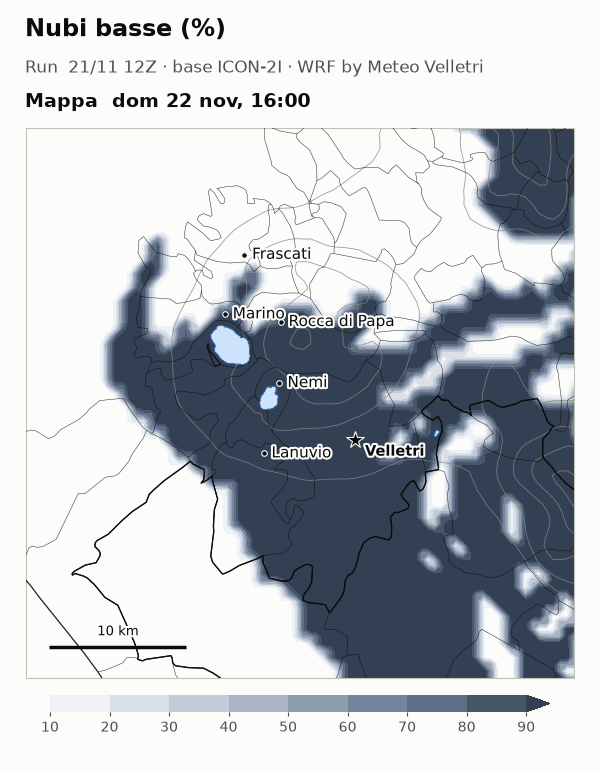 Nubi basse (%)
Run  21/11 12Z · base ICON-2I · WRF by Meteo Velletri
Mappa  dom 22 nov, 16:00
Frascati
Marino
Rocca di Papa
Nemi
Velletri
Lanuvio
10 km
10 20 30 40 50 60 70 80 90